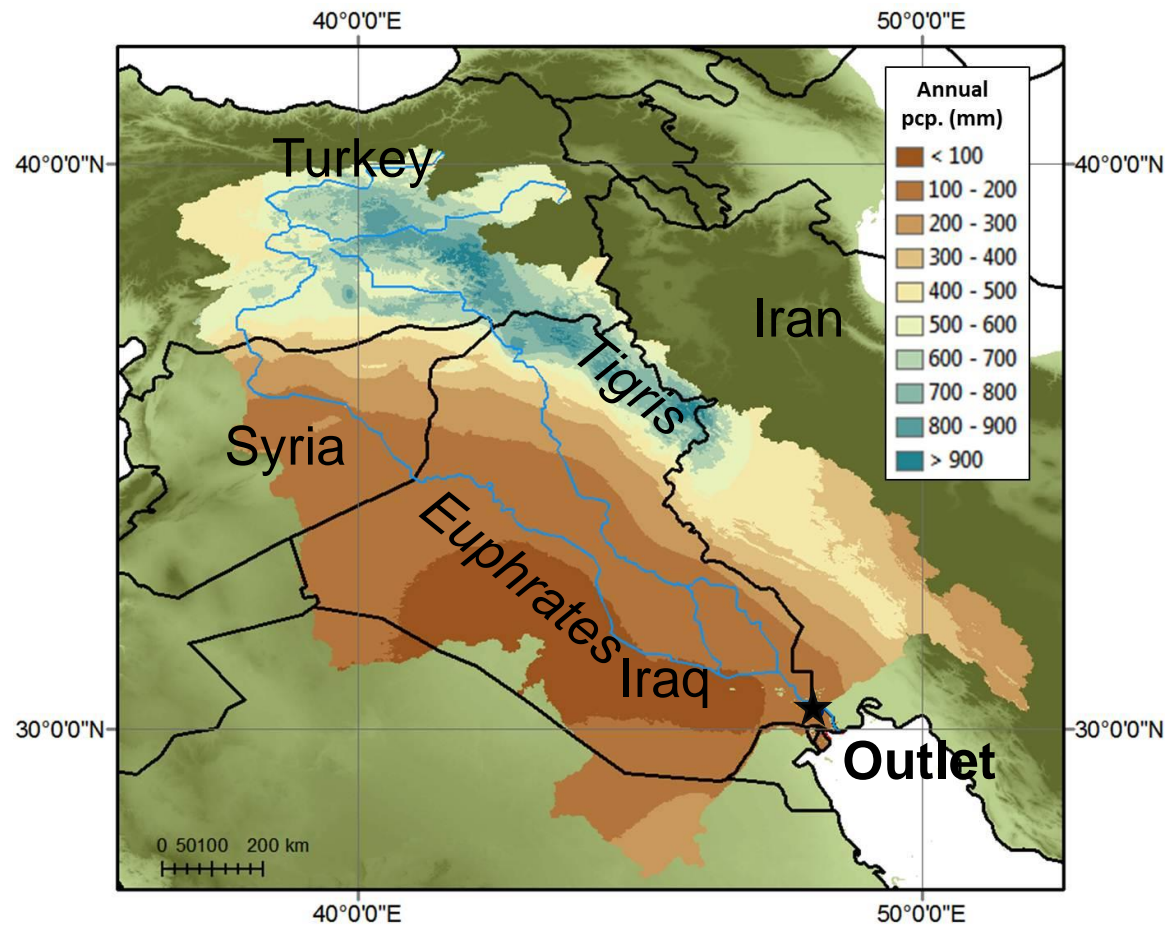 40°0'0"E
50°0'0"E
Annual
pcp. (mm)
< 100
100 - 200
200 - 300
300 - 400
400 - 500
500 - 600
600 - 700
700 - 800
800 - 900
> 900
40°0'0"N
40°0'0"N
Turkey
Iran
Tigris
Syria
Euphrates
Iraq
30°0'0"N
30°0'0"N
Outlet
0 50100 200 km
40°0'0"E
50°0'0"E